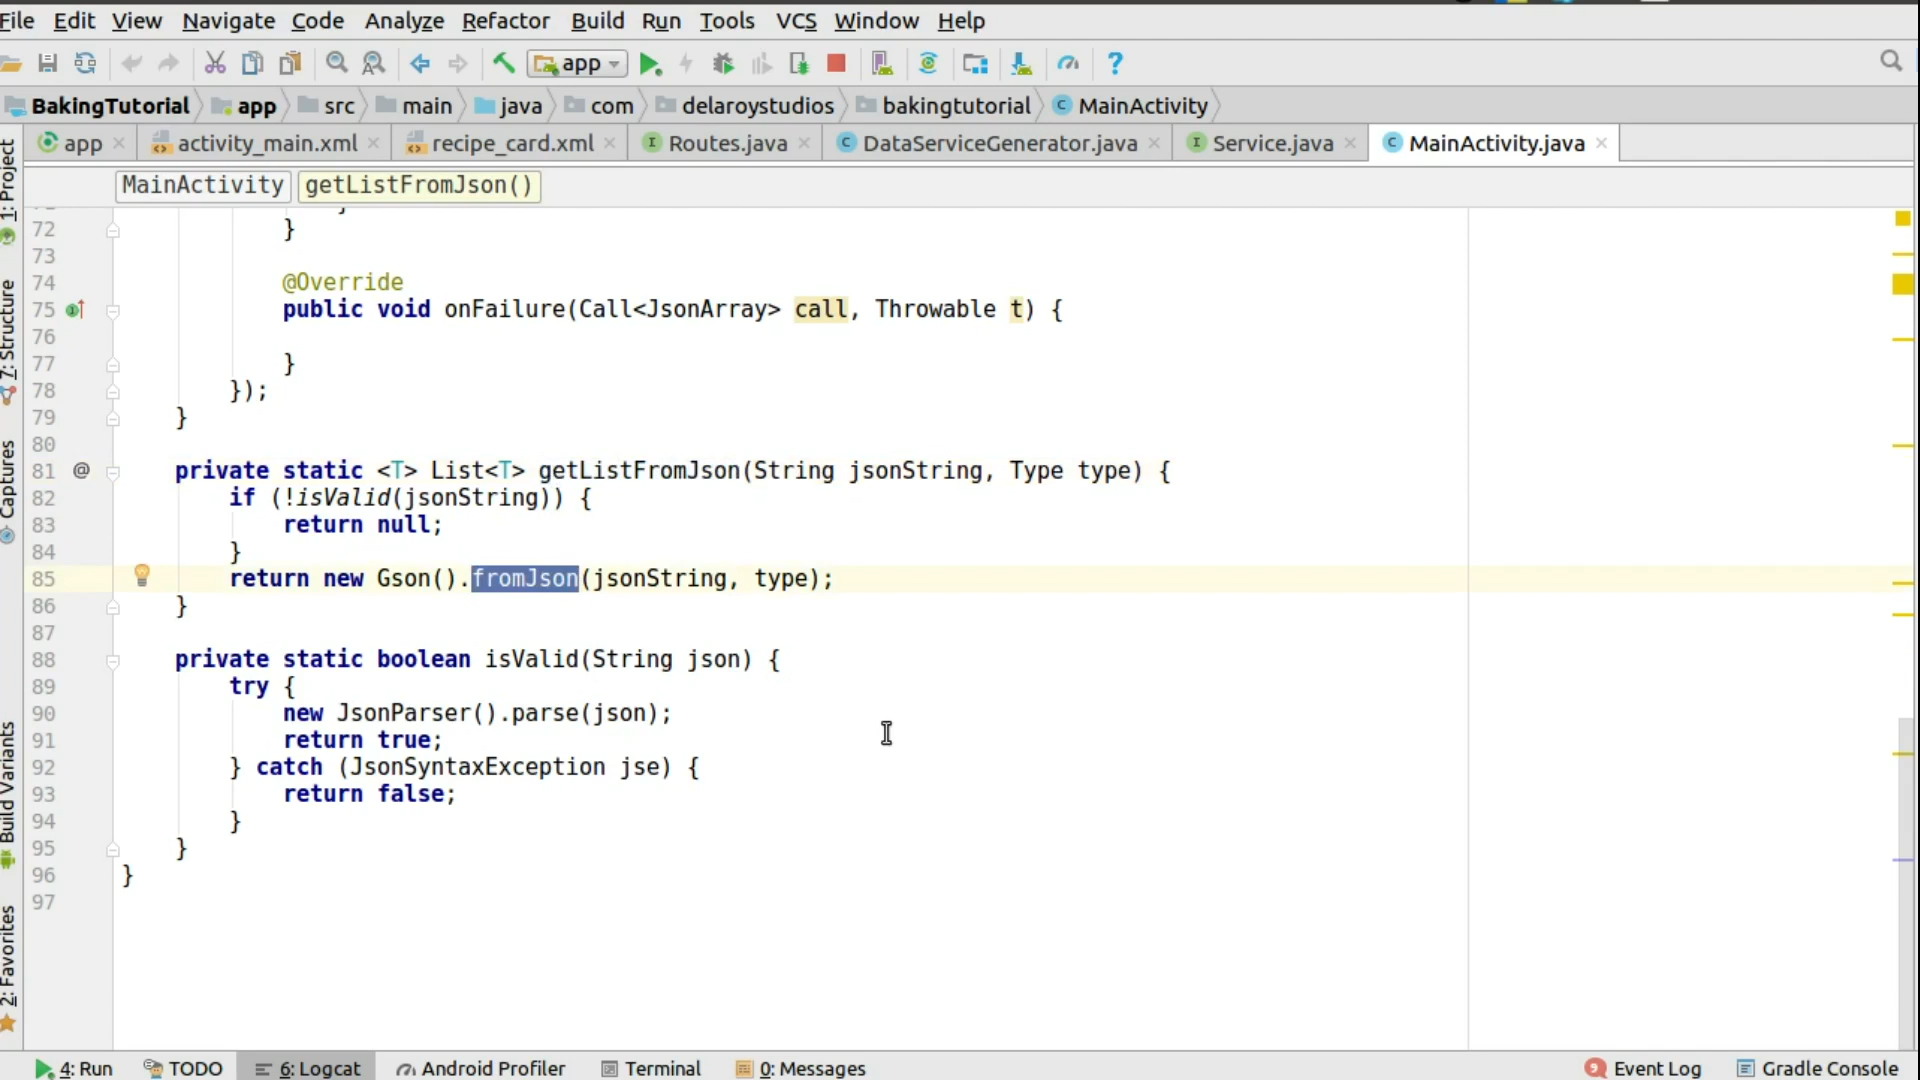 File Edit View Navigate Code Analyze Refactor Build Run Tools VCS Window Help
app
BakingTutorial app src main java com delaroystudios bakingtutorial MainActivity
app activity_main.xml recipe_card.xml Routes.java DataServiceGenerator.java Service.java MainActivity.java
MainActivity getListFromJson()
1: Project
7: Structure
Captures
Build Variants
2: Favorites
72 }
73
74 @Override
75 public void onFailure(Call<JsonArray> call, Throwable t) {
76
77 }
78 });
79 }
80
81 @ private static <T> List<T> getListFromJson(String jsonString, Type type) {
82 if (!isValid(jsonString)) {
83 return null;
84 }
85 return new Gson().fromJson(jsonString, type);
86 }
87
88 private static boolean isValid(String json) {
89 try {
90 new JsonParser().parse(json);
91 return true;
92 } catch (JsonSyntaxException jse) {
93 return false;
94 }
95 }
96 }
97
4: Run TODO 6: Logcat Android Profiler Terminal 0: Messages 9 Event Log Gradle Console